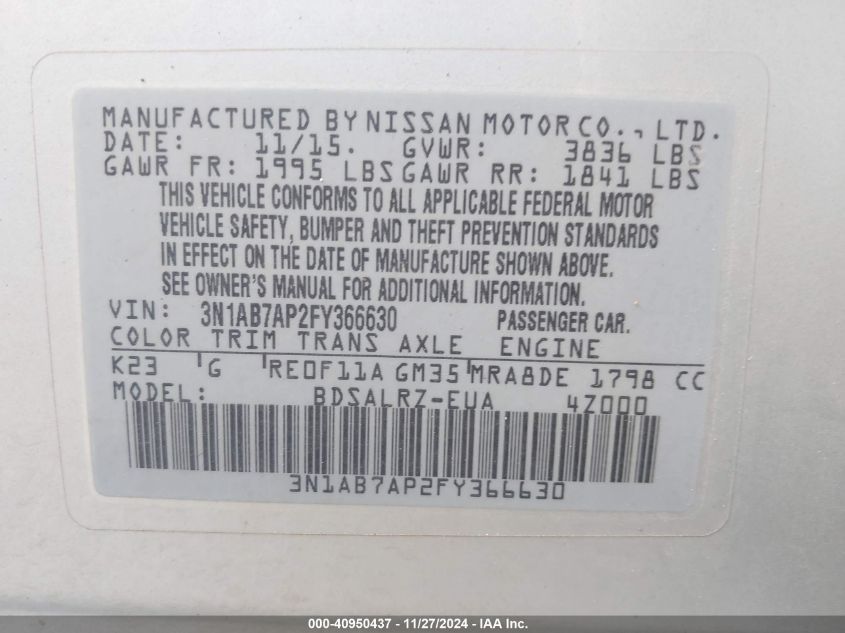 MANUFACTURED BY NISSAN MOTOR CO., LTD.
DATE: 11/15. GVWR: 3836 LBS
GAWR FR: 1995 LBS GAWR RR: 1841 LBS
THIS VEHICLE CONFORMS TO ALL APPLICABLE FEDERAL MOTOR
VEHICLE SAFETY, BUMPER AND THEFT PREVENTION STANDARDS
IN EFFECT ON THE DATE OF MANUFACTURE SHOWN ABOVE.
SEE OWNER'S MANUAL FOR ADDITIONAL INFORMATION.
VIN: 3N1AB7AP2FY366630 PASSENGER CAR.
COLOR TRIM TRANS AXLE ENGINE
K23 G RE0F11A GM35 MRA8DE 1798 CC
MODEL: BDSALRZ-EUA 4Z000
3N1AB7AP2FY366630
000-40950437 - 11/27/2024 - IAA Inc.